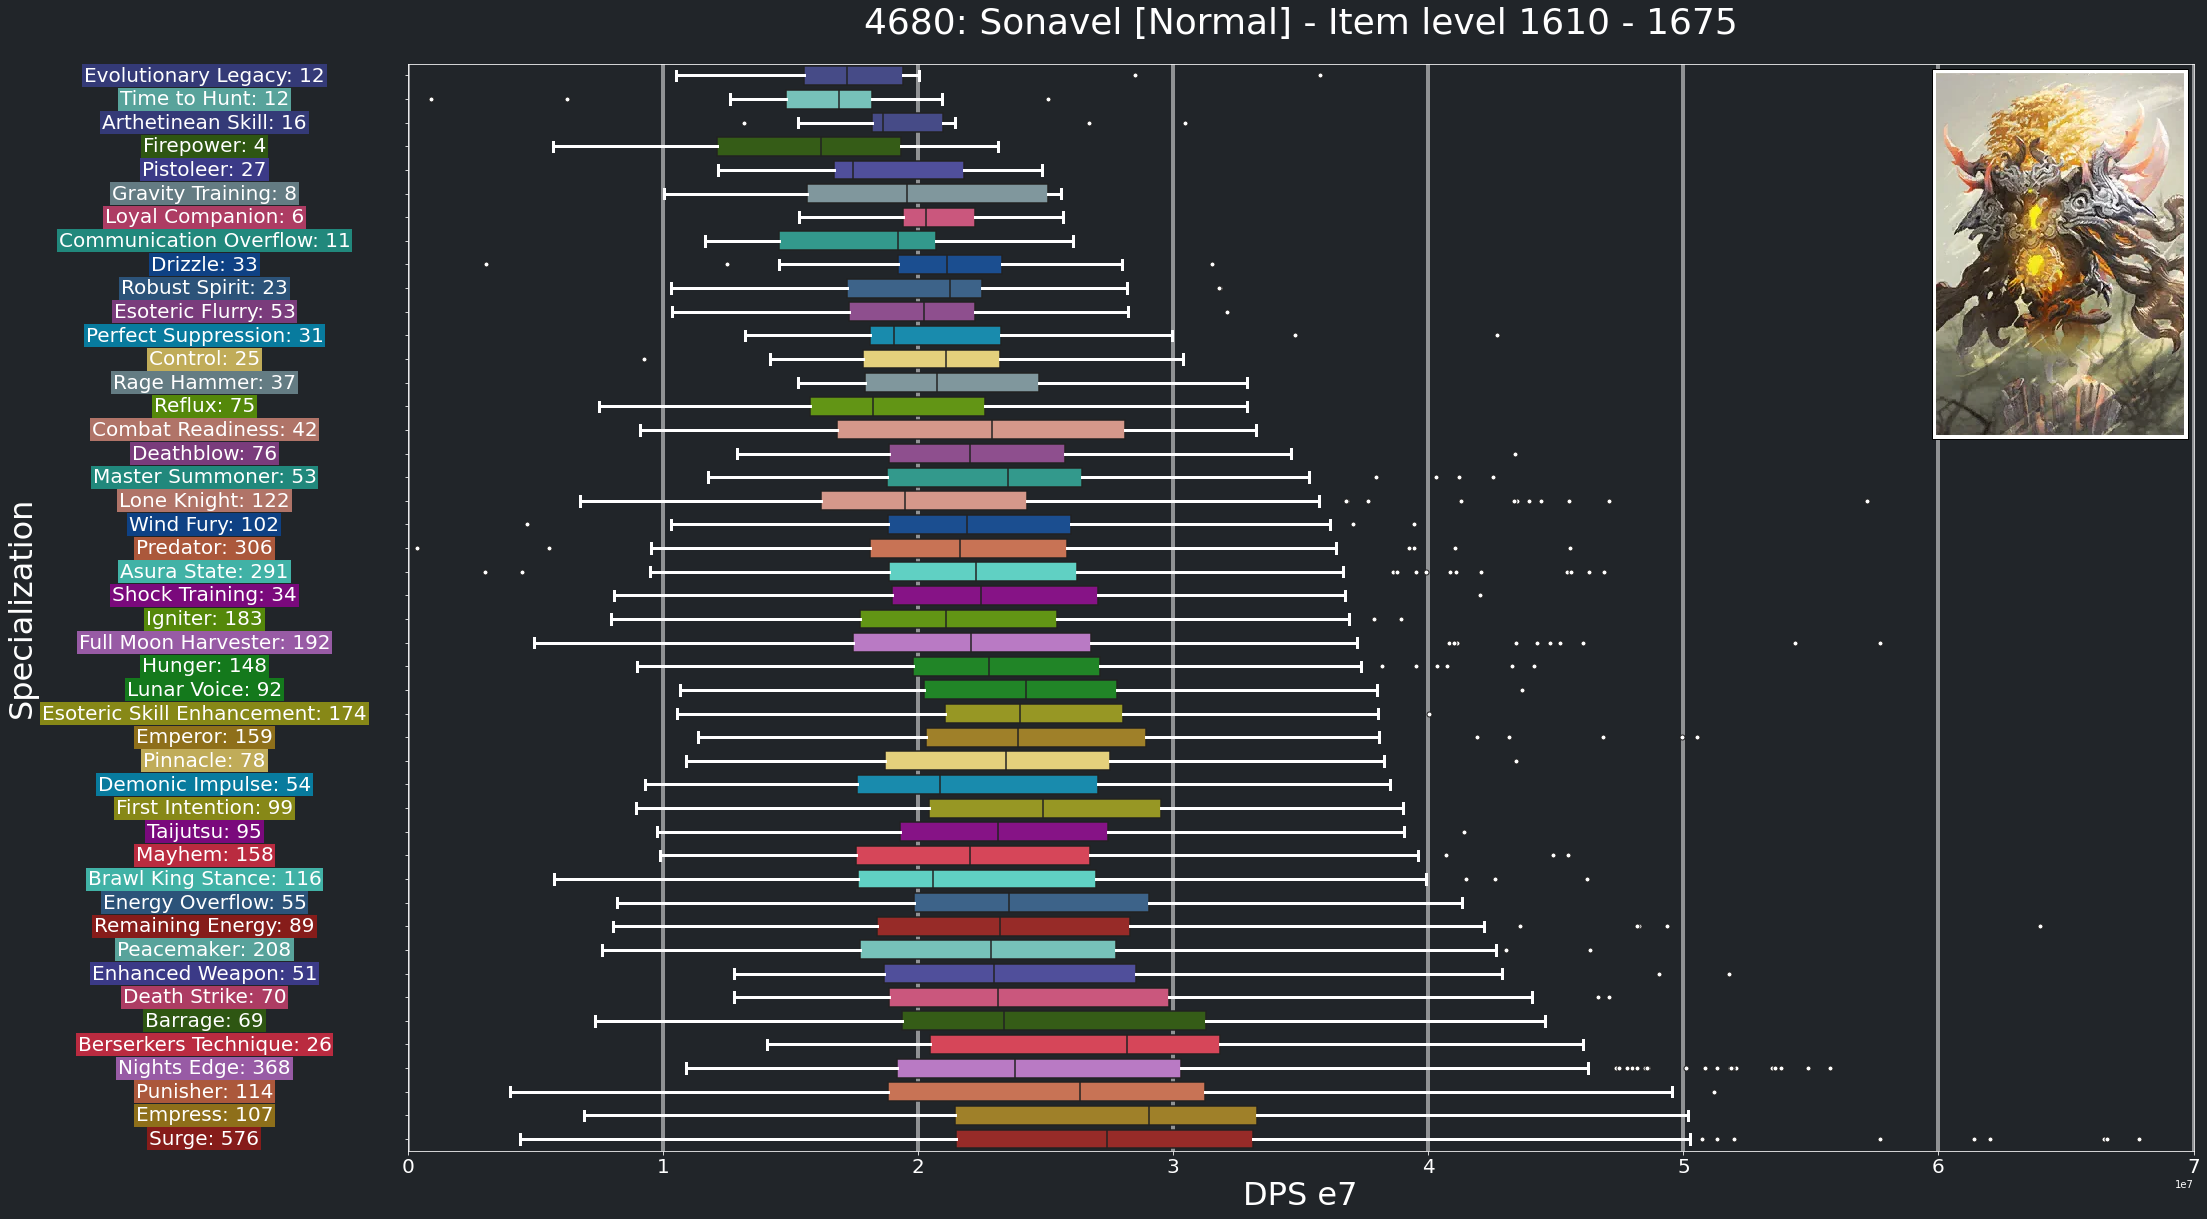 4680: Sonavel [Normal] - Item level 1610 - 1675
Evolutionary Legacy: 12
Time to Hunt: 12
Arthetinean Skill: 16
Firepower: 4
Pistoleer: 27
Gravity Training: 8
Loyal Companion: 6
Communication Overflow: 11
Drizzle: 33
Robust Spirit: 23
Esoteric Flurry: 53
Perfect Suppression: 31
Control: 25
Rage Hammer: 37
Reflux: 75
Combat Readiness: 42
Deathblow: 76
Master Summoner: 53
Lone Knight: 122
Wind Fury: 102
Predator: 306
Asura State: 291
Shock Training: 34
Igniter: 183
Full Moon Harvester: 192
Hunger: 148
Lunar Voice: 92
Esoteric Skill Enhancement: 174
Emperor: 159
Pinnacle: 78
Demonic Impulse: 54
First Intention: 99
Taijutsu: 95
Mayhem: 158
Brawl King Stance: 116
Energy Overflow: 55
Remaining Energy: 89
Peacemaker: 208
Enhanced Weapon: 51
Death Strike: 70
Barrage: 69
Berserkers Technique: 26
Nights Edge: 368
Punisher: 114
Empress: 107
Surge: 576
Specialization
0 1 2 3 4 5 6 7
1e7
DPS e7